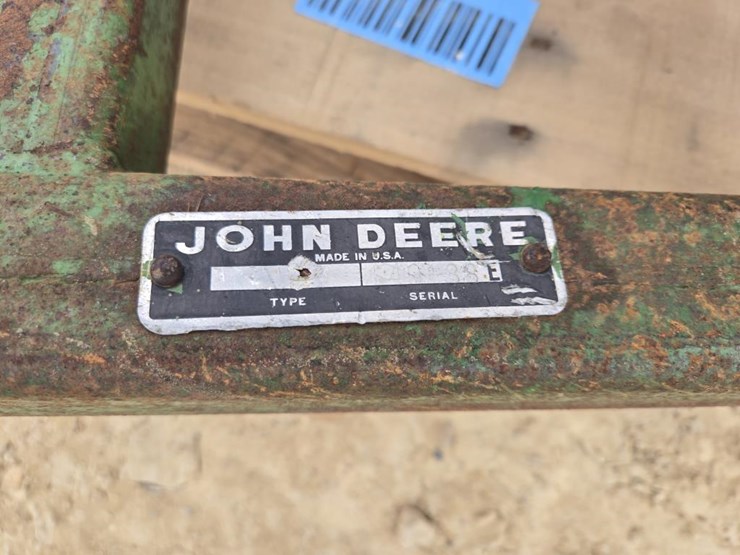 JOHN DEERE
MADE IN U.S.A.
E
TYPE SERIAL